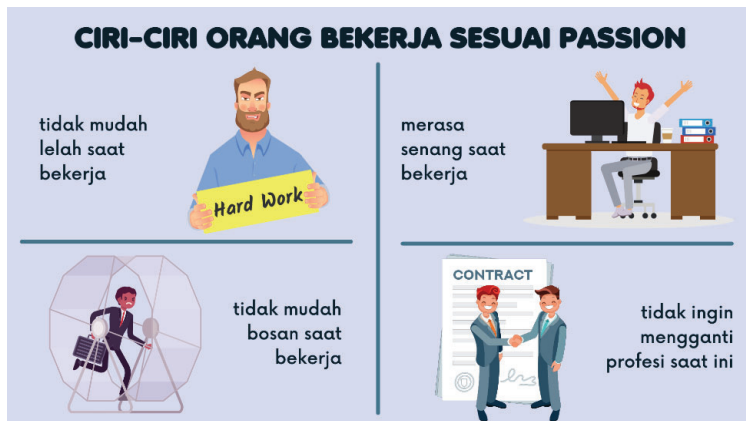 CIRI-CIRI ORANG BEKERJA SESUAI PASSION
tidak mudah
lelah saat
bekerja
Hard Work
merasa
senang saat
bekerja
tidak mudah
bosan saat
bekerja
CONTRACT
tidak ingin
mengganti
profesi saat ini